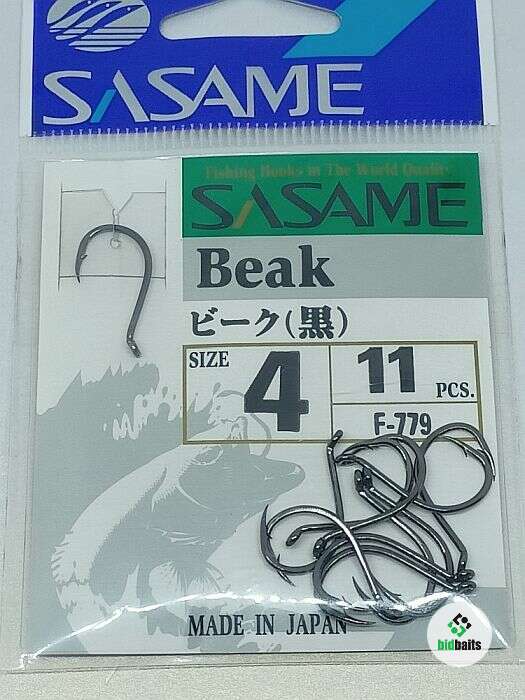 SASAME
Fishing Hooks in The World Quality
SASAME
Beak
ビーク(黒)
SIZE 4 11 PCS.
F-779
MADE IN JAPAN
bidbaits